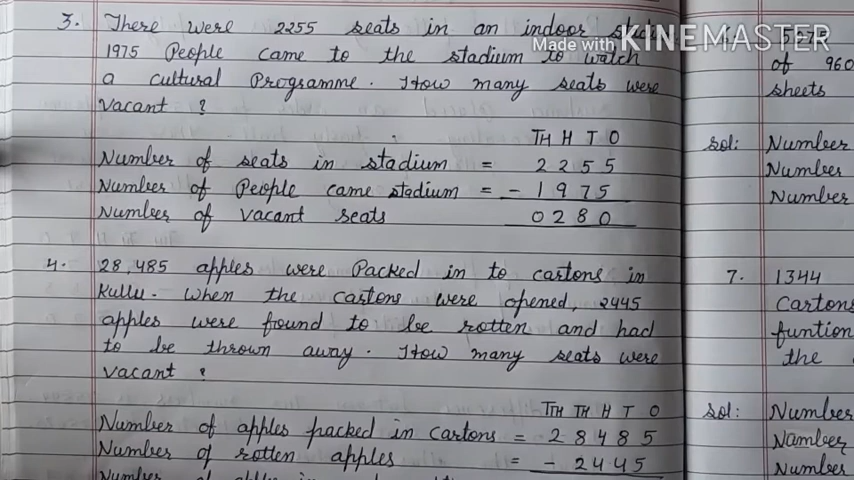 3. There were 2255 seats in an indoor
1975 People came to the stadium to watch
a cultural Programme. How many seats were
vacant ?
TH H T O
Number of seats in stadium = 2 2 5 5
Number of People came stadium = - 1 9 7 5
Number of vacant seats 0 2 8 0
4. 28,485 apples were Packed in to cartons in
Kullu. When the cartons were opened, 2445
apples were found to be rotten and had
to be thrown away. How many seats were
vacant ?
TTH TH H T O
Number of apples packed in cartons = 2 8 4 8 5
Number of rotten apples = - 2 4 4 5
Number of
Made with KINEMASTER
of 960
sheets
Sol: Number
Number
Number
7. 1344
Cartons
funtion
the
Sol: Number
Number
Number